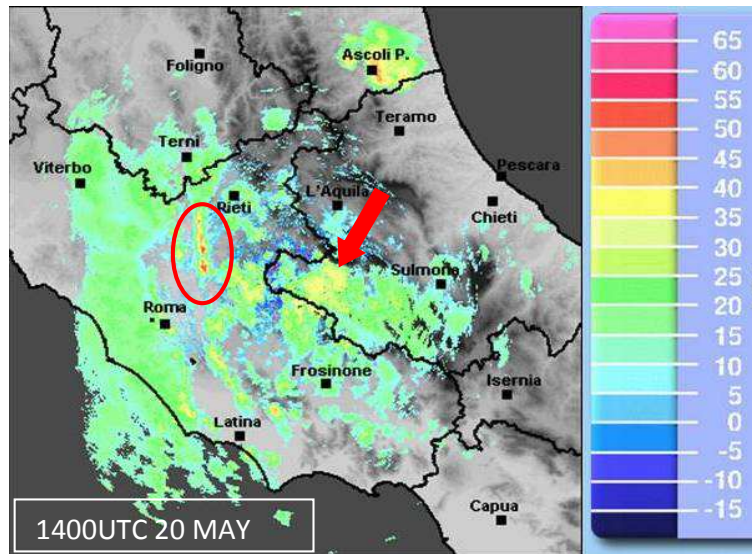 Foligno
Ascoli P.
Teramo
Terni
Viterbo
Pescara
Rieti
L'Aquila
Chieti
Sulmona
Roma
Frosinone
Isernia
Latina
Capua
1400UTC 20 MAY
65
60
55
50
45
40
35
30
25
20
15
10
5
0
-5
-10
-15